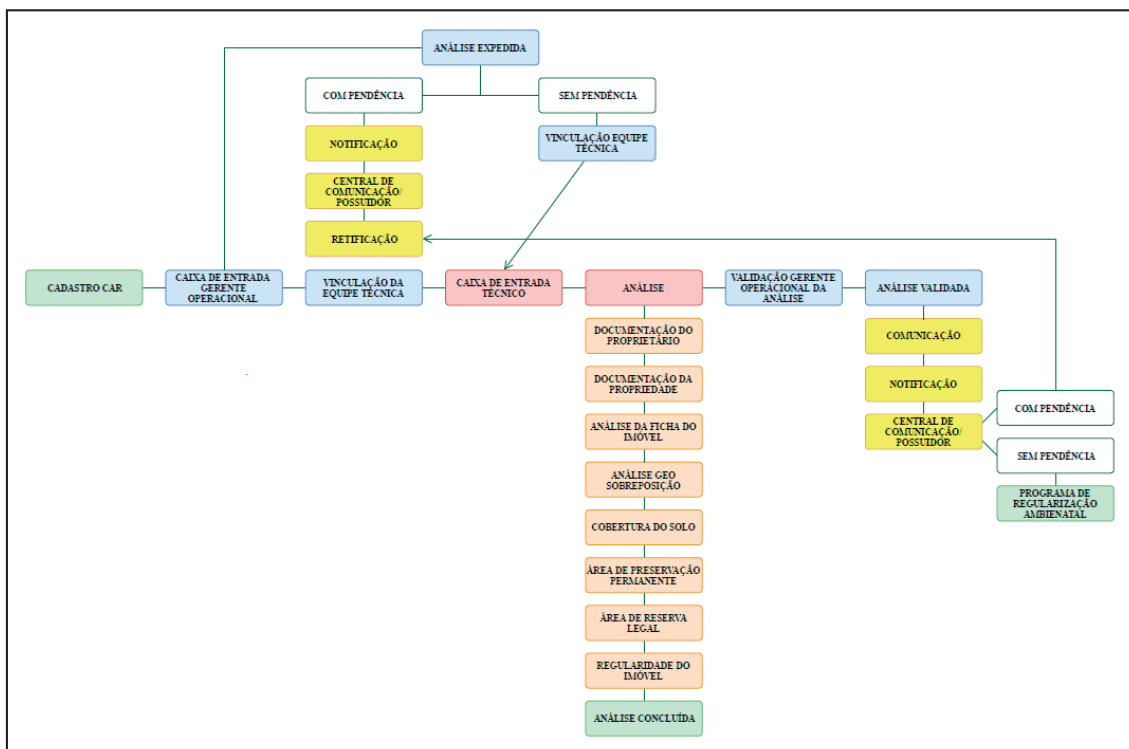 ANÁLISE EXPEDIDA
COM PENDÊNCIA
SEM PENDÊNCIA
NOTIFICAÇÃO
VINCULAÇÃO EQUIPE
TÉCNICA
CENTRAL DE
COMUNICAÇÃO/
POSSUIDOR
RETIFICAÇÃO
CADASTRO CAR
CAIXA DE ENTRADA
GERENTE
OPERACIONAL
VINCULAÇÃO DA
EQUIPE TÉCNICA
CAIXA DE ENTRADA
TÉCNICO
ANÁLISE
VALIDAÇÃO GERENTE
OPERACIONAL DA
ANÁLISE
ANÁLISE VALIDADA
DOCUMENTAÇÃO DO
PROPRIETÁRIO
DOCUMENTAÇÃO DA
PROPRIEDADE
ANÁLISE DA FICHA DO
IMÓVEL
ANÁLISE GEO
SOBREPOSIÇÃO
COBERTURA DO SOLO
ÁREA DE PRESERVAÇÃO
PERMANENTE
ÁREA DE RESERVA
LEGAL
REGULARIDADE DO
IMÓVEL
ANÁLISE CONCLUÍDA
COMUNICAÇÃO
NOTIFICAÇÃO
CENTRAL DE
COMUNICAÇÃO/
POSSUIDOR
COM PENDÊNCIA
SEM PENDÊNCIA
PROGRAMA DE
REGULARIZAÇÃO
AMBIENATAL